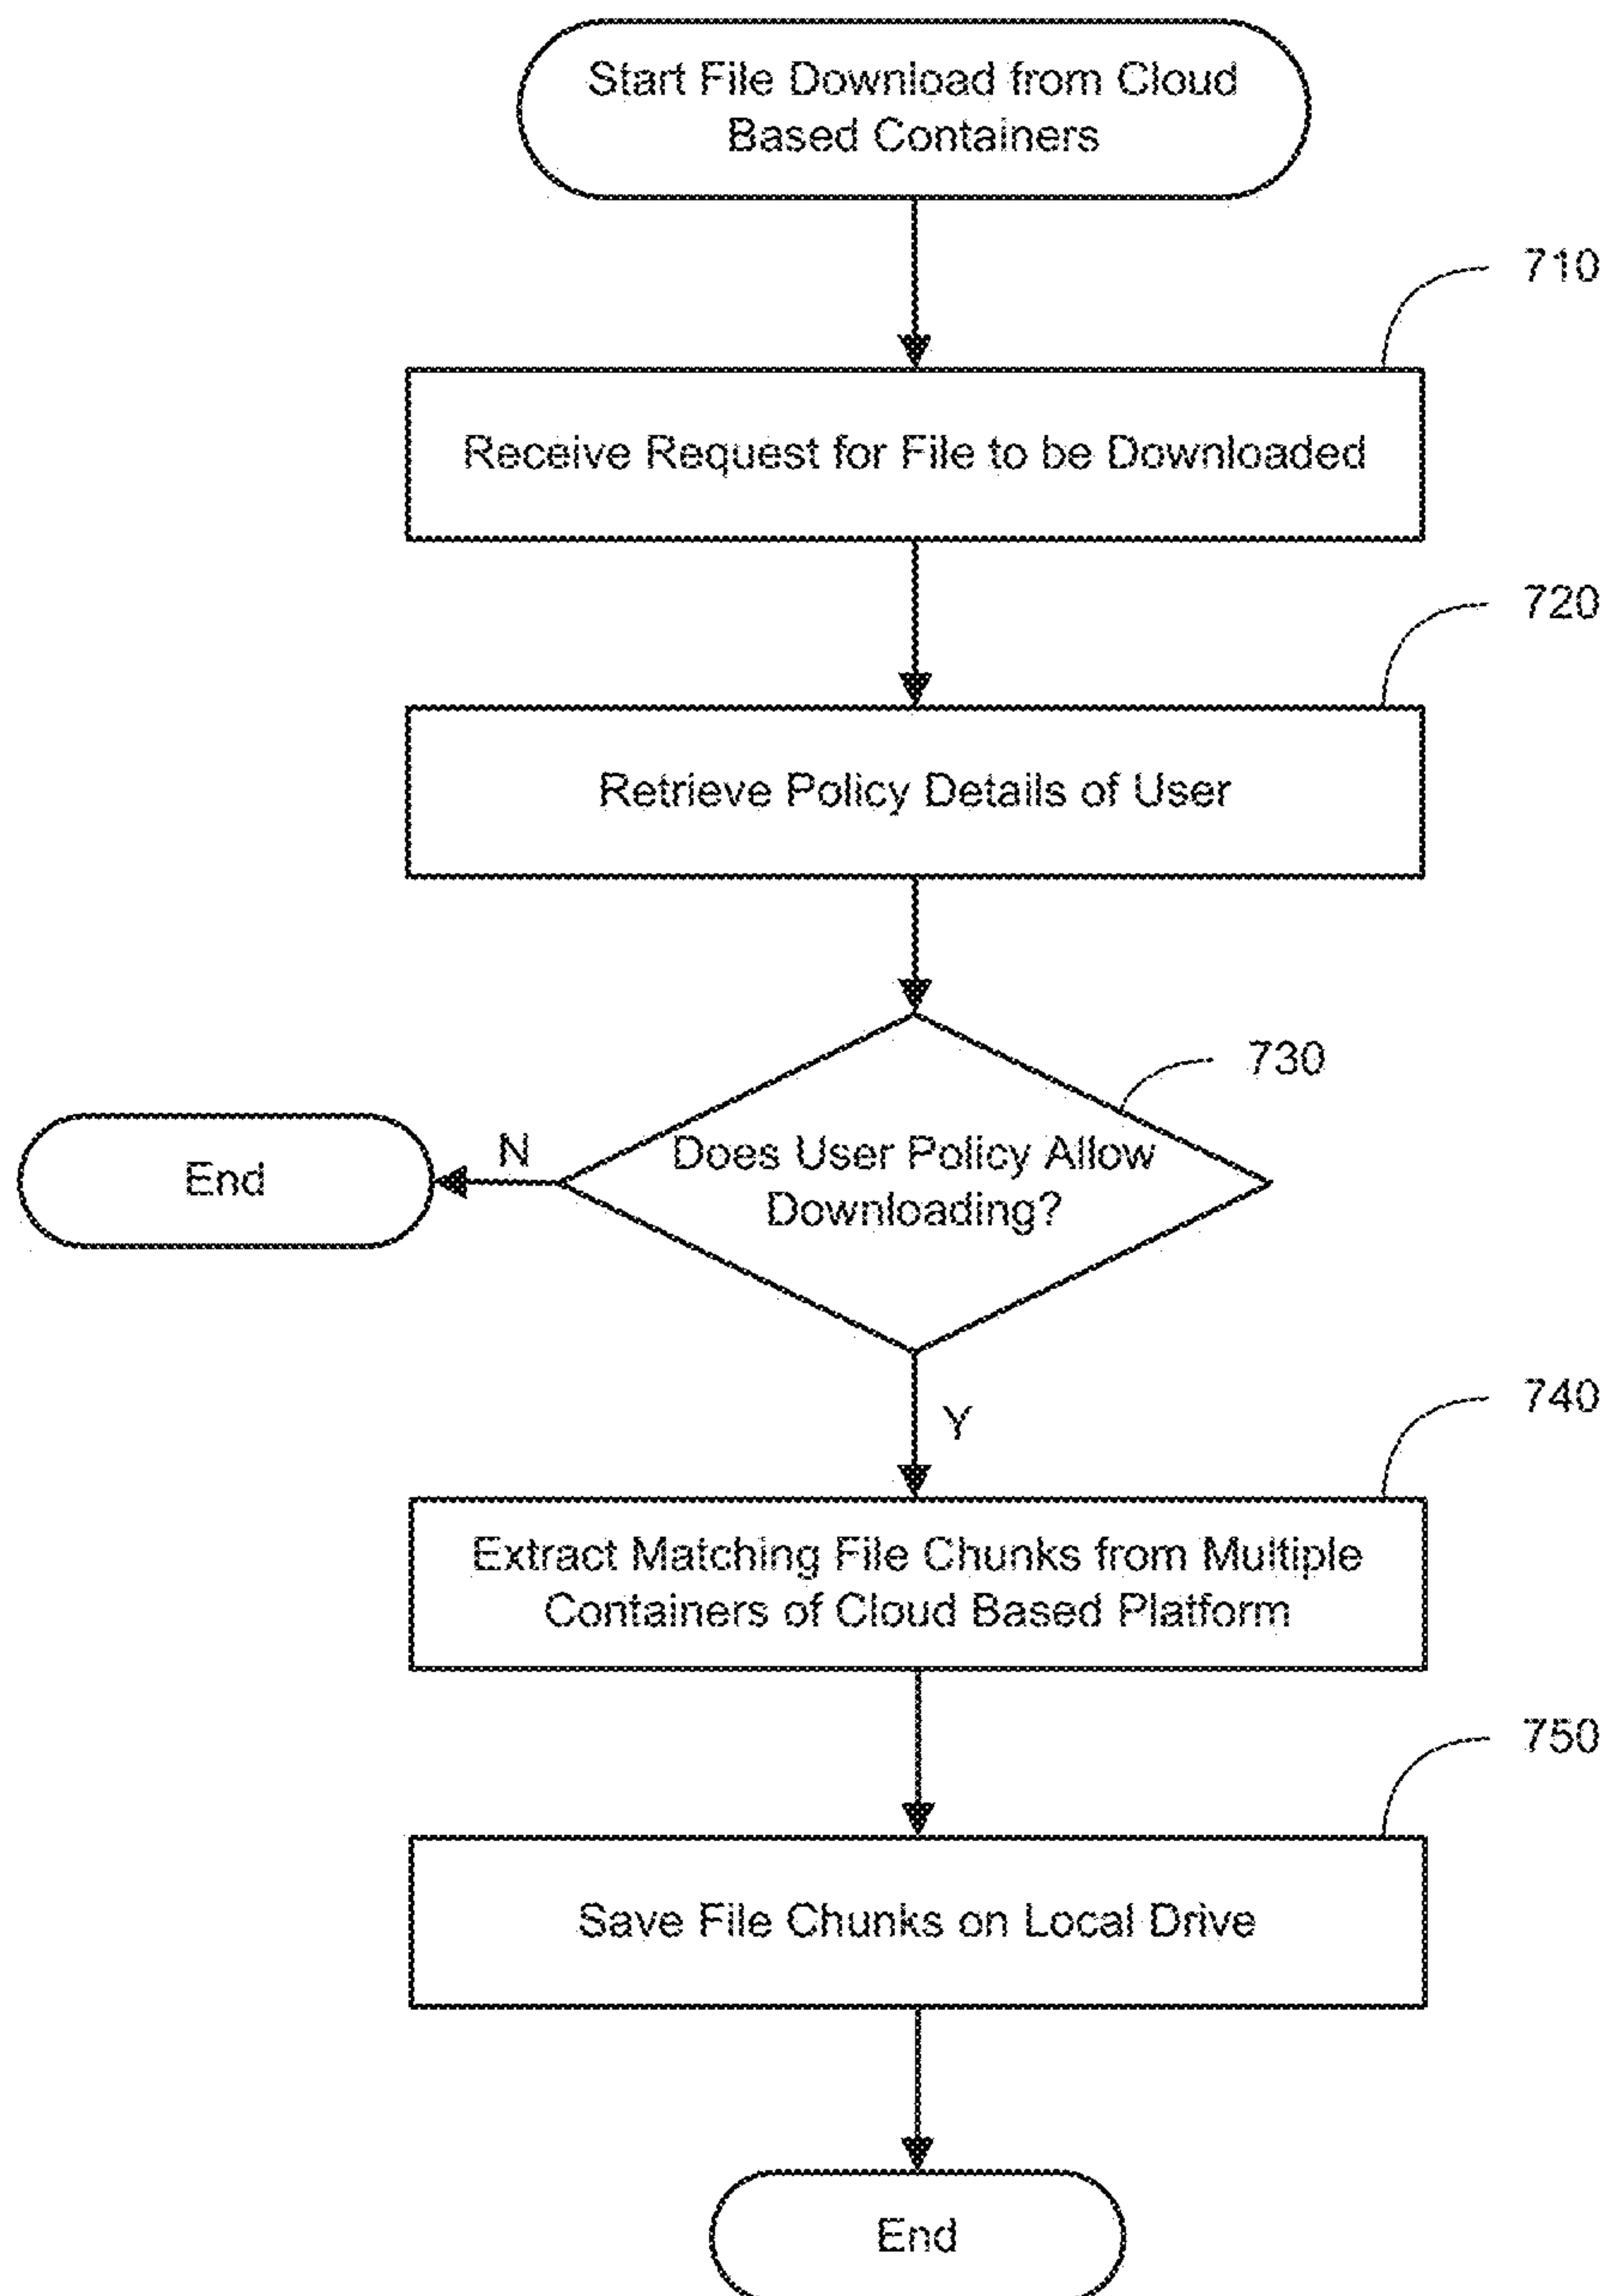 Start File Download from Cloud
Based Containers
710
Receive Request for File to be Downloaded
720
Retrieve Policy Details of User
730
Does User Policy Allow
Downloading?
N
End
Y
740
Extract Matching File Chunks from Multiple
Containers of Cloud Based Platform
750
Save File Chunks on Local Drive
End